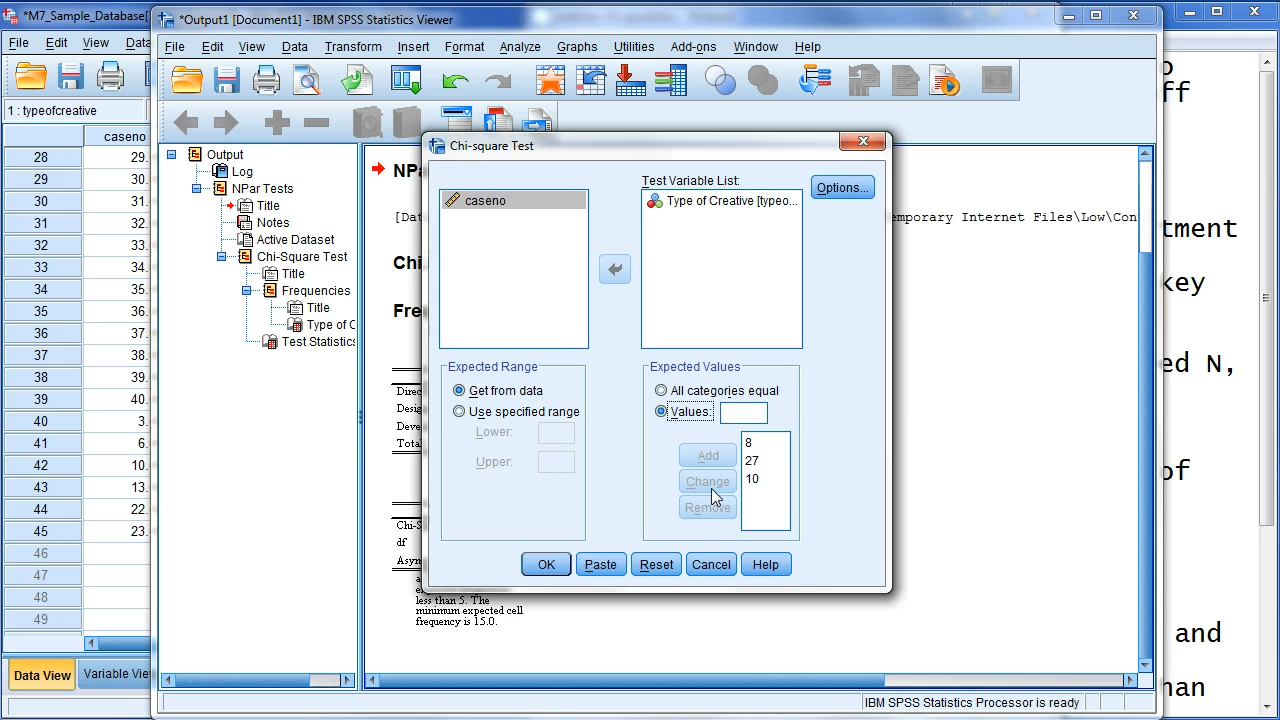 *M7_Sample_Database[
*Output1 [Document1] - IBM SPSS Statistics Viewer
File Edit View Data
File Edit View Data Transform Insert Format Analyze Graphs Utilities Add-ons Window Help
1 : typeofcreative
caseno
28 29.
29 30.
30 31.
31 32.
32 33.
33 34.
34 35.
35 36.
36 37.
37 38.
38 39.
39 40.
40 3.
41 6.
42 10.
43 13.
44 22.
45 23.
46
47
48
49
Data View Variable Vie
Output
Log
NPar Tests
Title
Notes
Active Dataset
Chi-Square Test
Title
Frequencies
Title
Type of C
Test Statistics
NPa
[Dat
emporary Internet Files\Low\Con
Chi
Fre
Direc
Desig
Deve
Tota
Chi-S
df
Asym
less than 5. The
minimum expected cell
frequency is 15.0.
Chi-square Test
Test Variable List:
caseno
Type of Creative [typeo...
Options...
Expected Range
Get from data
Use specified range
Lower:
Upper:
Expected Values
All categories equal
Values:
Add
Change
Remove
8
27
10
OK Paste Reset Cancel Help
IBM SPSS Statistics Processor is ready
ff
tment
key
ed N,
of
and
han